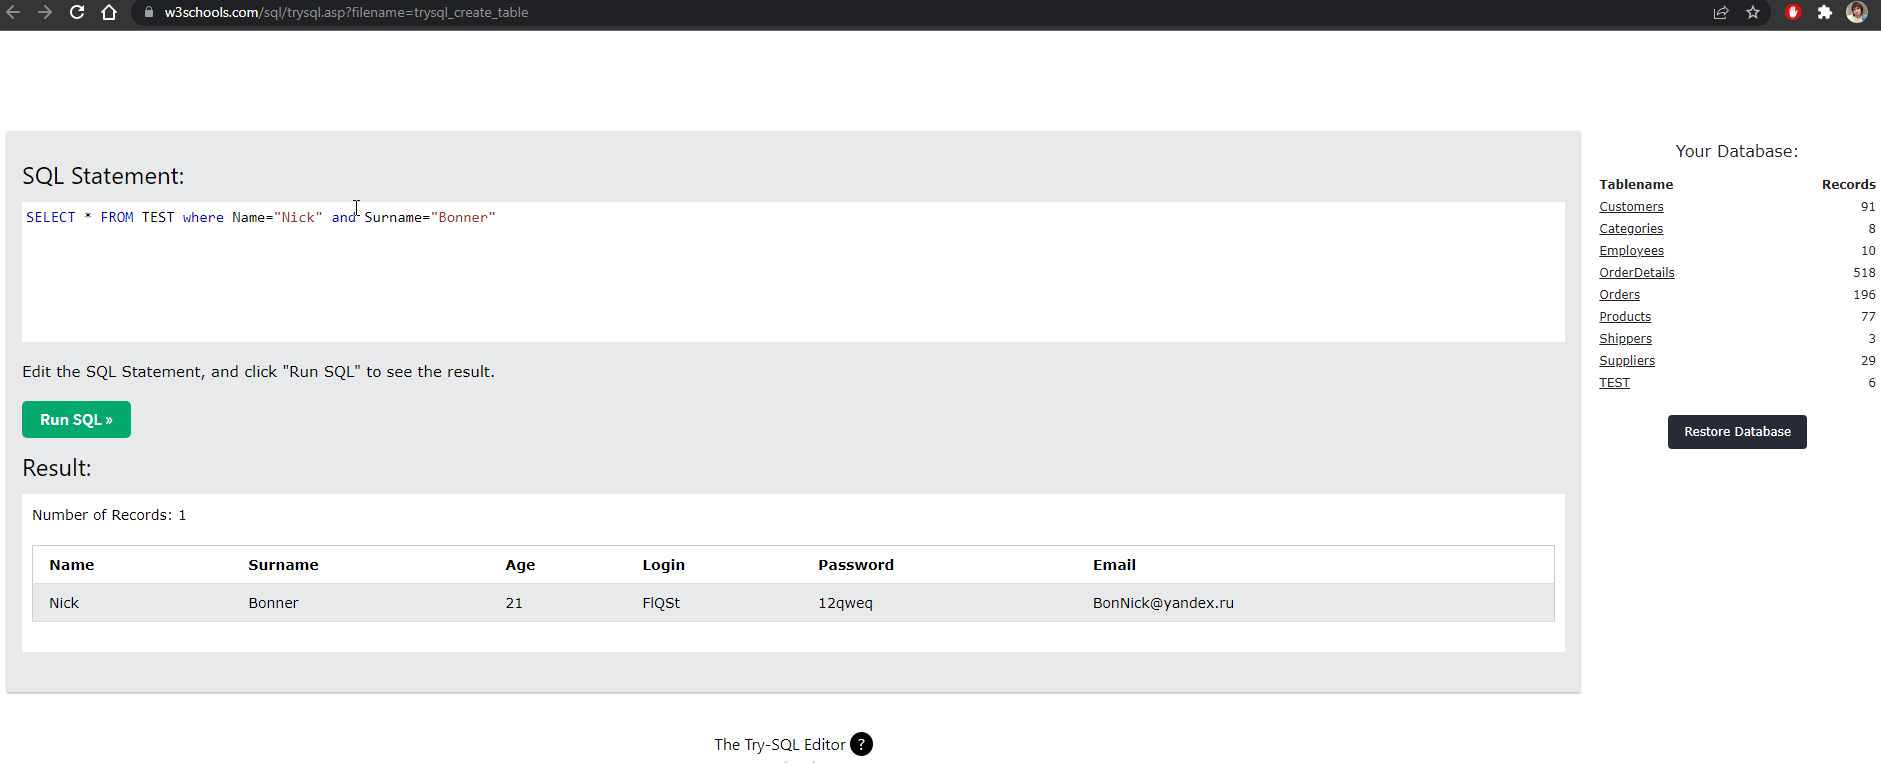 w3schools.com/sql/trysql.asp?filename=trysql_create_table
SQL Statement:
SELECT * FROM TEST where Name="Nick" and Surname="Bonner"
Edit the SQL Statement, and click "Run SQL" to see the result.
Run SQL »
Result:
Number of Records: 1
Name Surname Age Login Password Email
Nick Bonner 21 FlQSt 12qweq BonNick@yandex.ru
The Try-SQL Editor ?
Your Database:
Tablename Records
Customers 91
Categories 8
Employees 10
OrderDetails 518
Orders 196
Products 77
Shippers 3
Suppliers 29
TEST 6
Restore Database